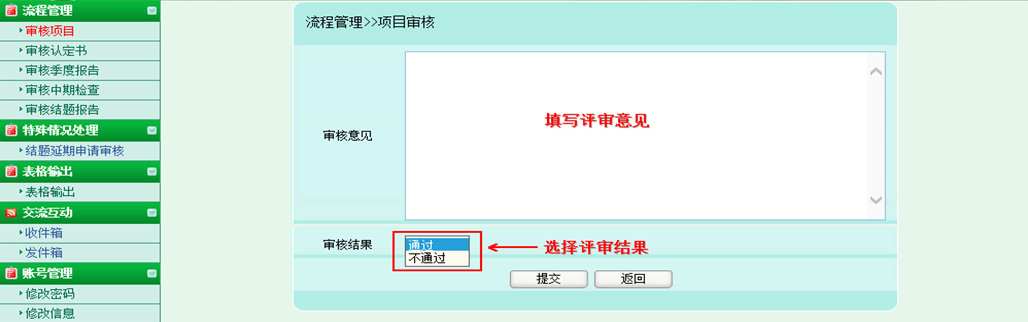 流程管理
审核项目
审核认定书
审核季度报告
审核中期检查
审核结题报告
特殊情况处理
结题延期申请审核
表格输出
表格输出
交流互动
收件箱
发件箱
账号管理
修改密码
修改信息
流程管理>>项目审核
审核意见
填写评审意见
审核结果
通过
不通过
选择评审结果
提交
返回